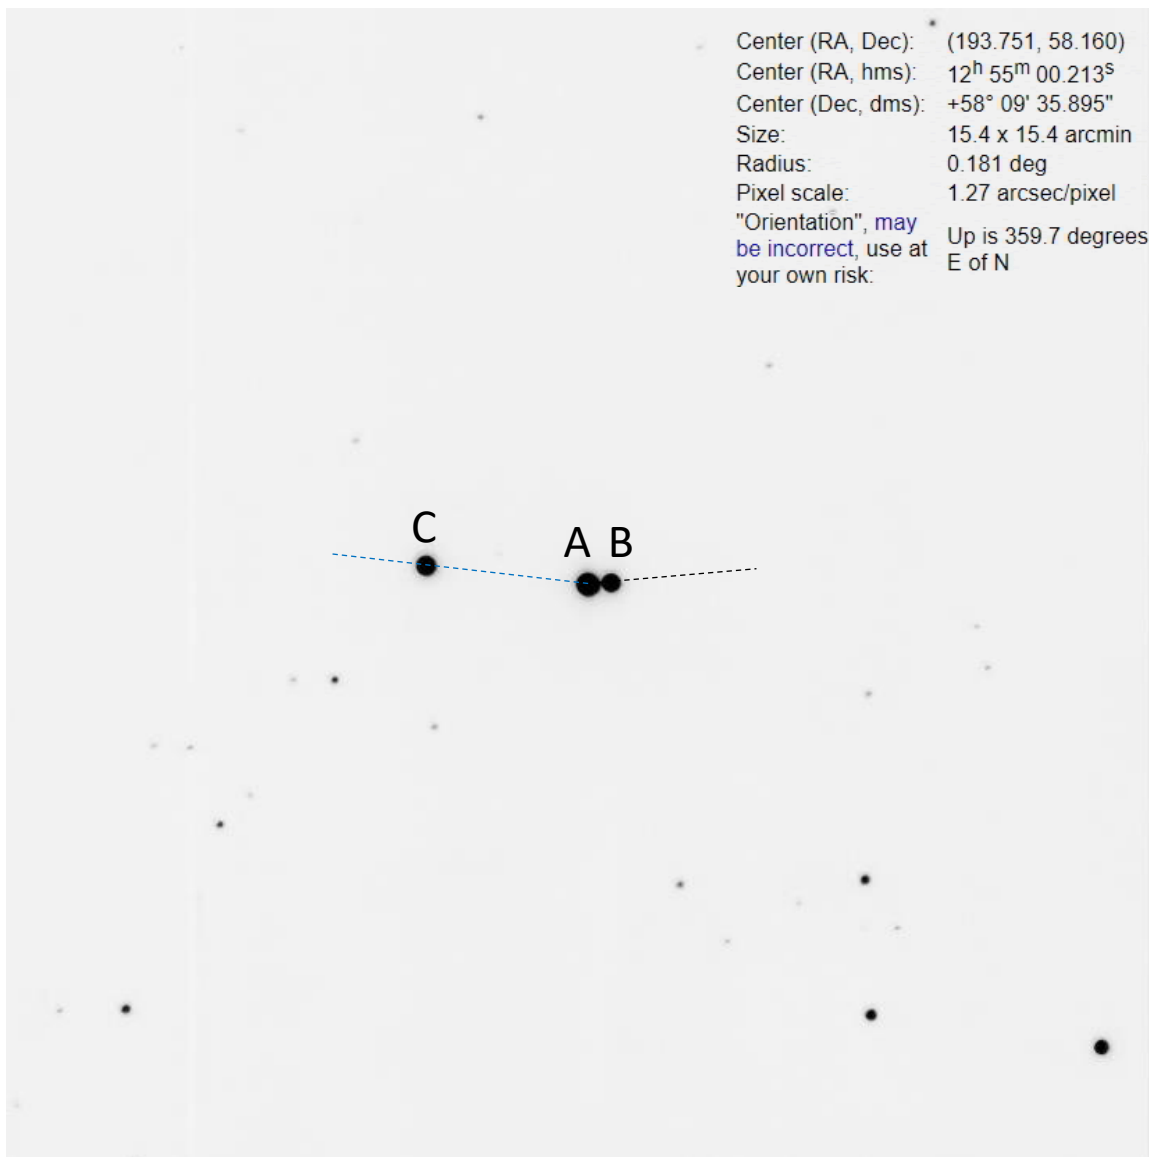 Center (RA, Dec): (193.751, 58.160)
Center (RA, hms): 12h 55m 00.213s
Center (Dec, dms): +58° 09' 35.895"
Size: 15.4 x 15.4 arcmin
Radius: 0.181 deg
Pixel scale: 1.27 arcsec/pixel
"Orientation", may be incorrect, use at your own risk: Up is 359.7 degrees E of N
C
A B